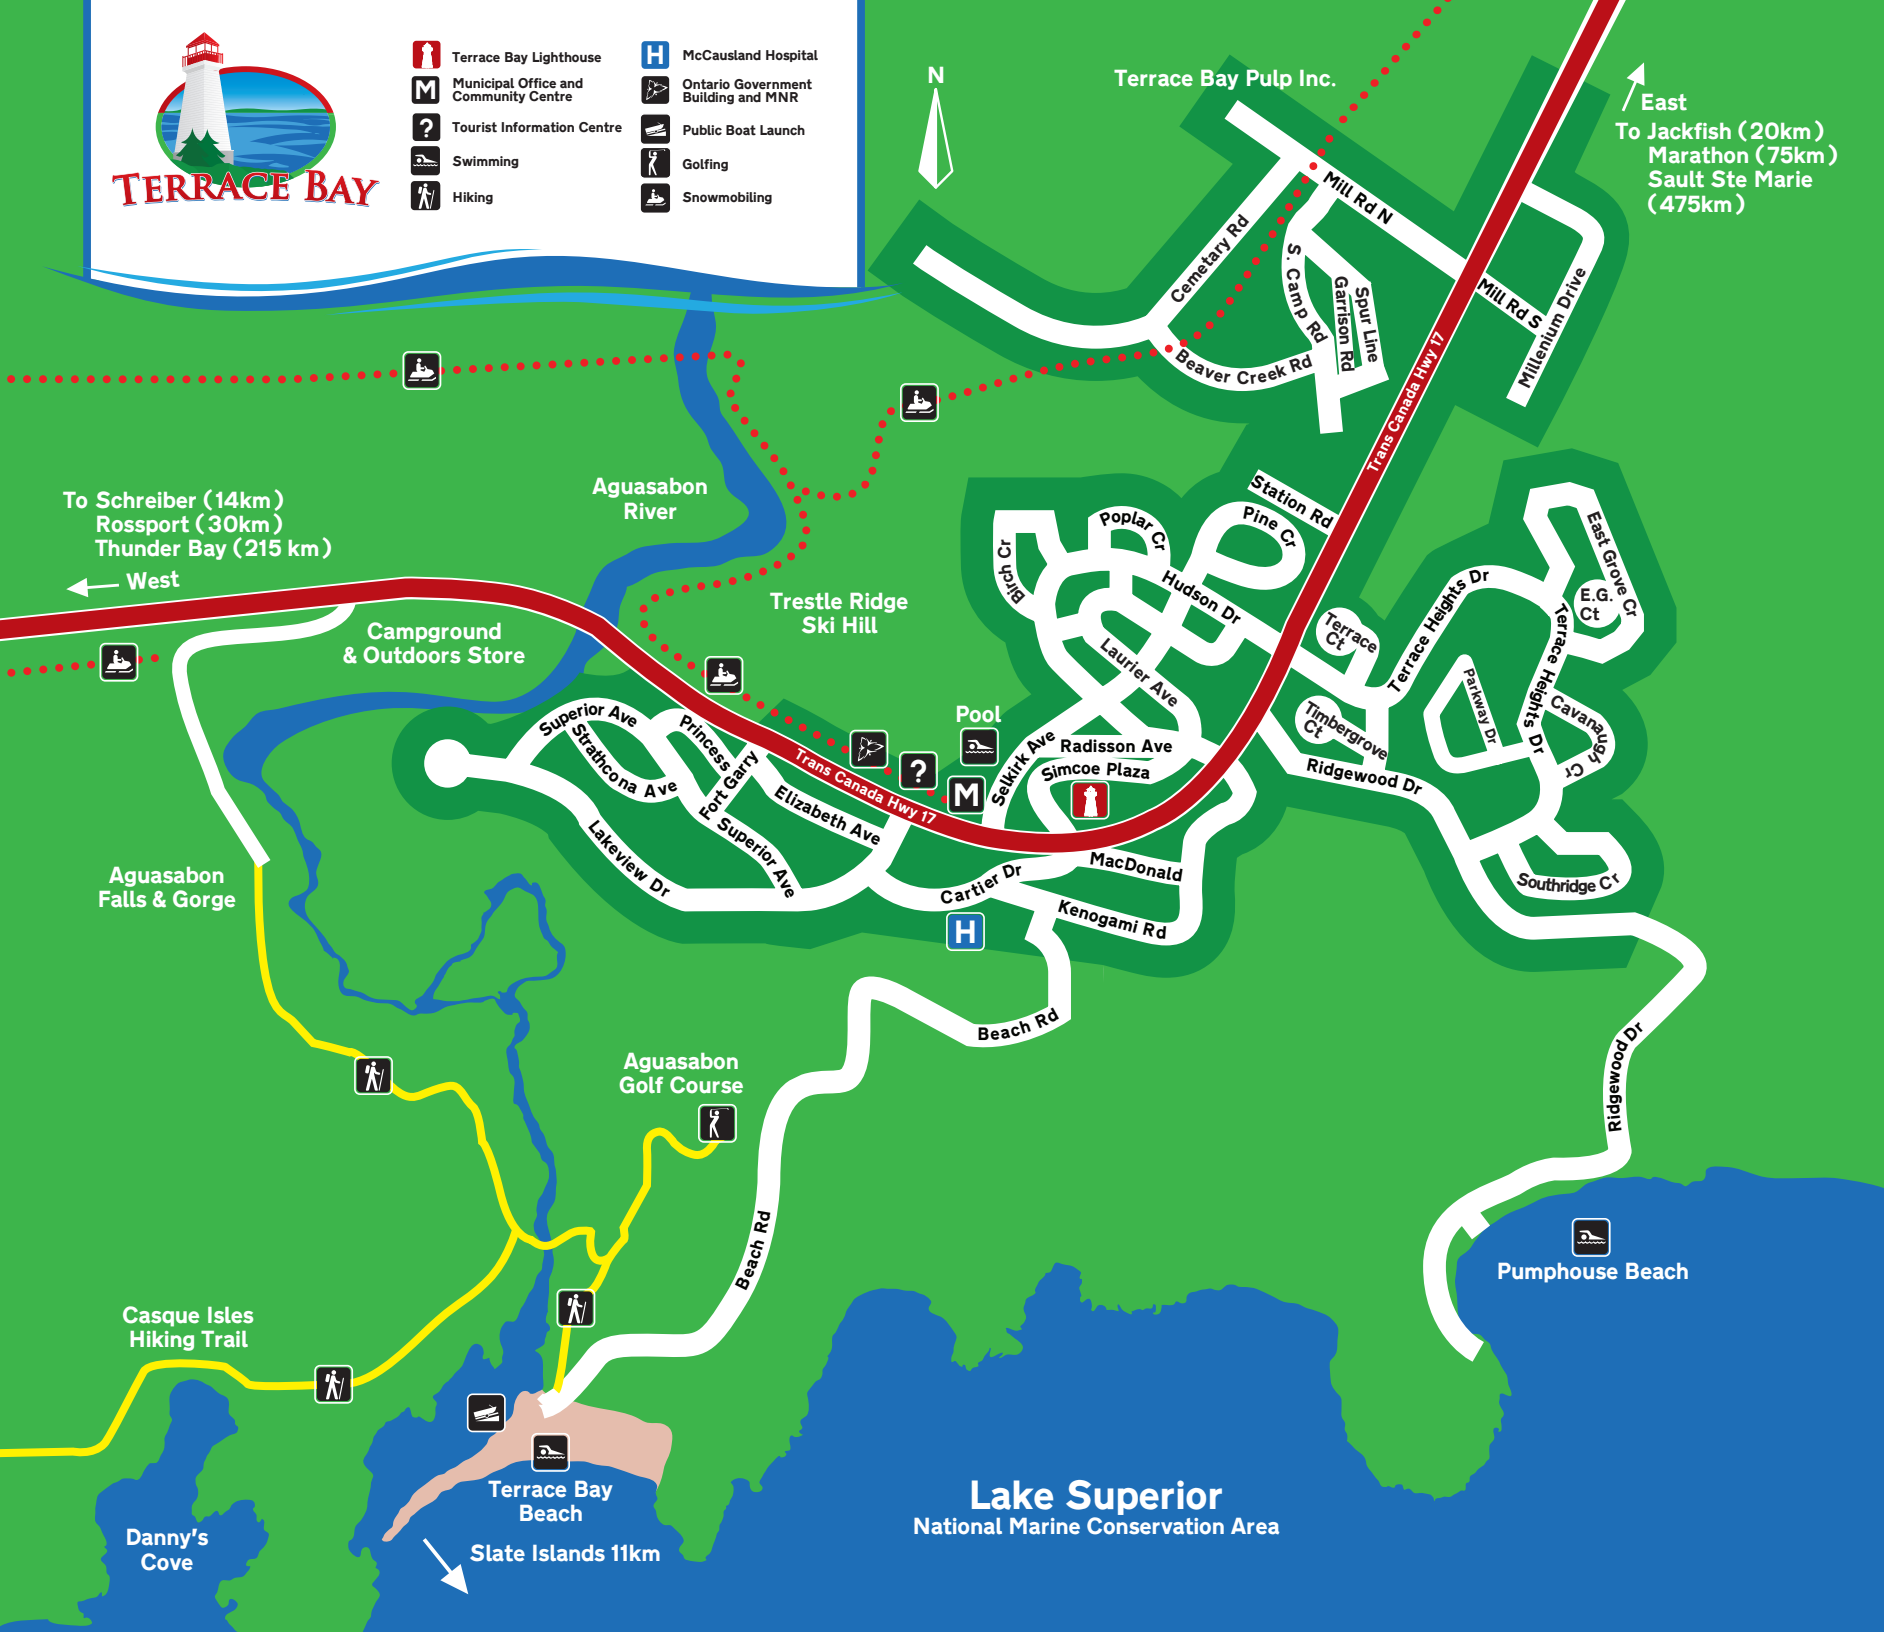 TERRACE BAY
Terrace Bay Lighthouse
M
Municipal Office and
Community Centre
?
Tourist Information Centre
Swimming
Hiking
H
McCausland Hospital
Ontario Government
Building and MNR
Public Boat Launch
Golfing
Snowmobiling
N
Terrace Bay Pulp Inc.
East
To Jackfish (20km)
Marathon (75km)
Sault Ste Marie
(475km)
Mill Rd N
Cemetary Rd
S. Camp Rd
Garrison Rd
Spur Line
Mill Rd S
Millenium Drive
Beaver Creek Rd
Trans Canada Hwy 17
Aguasabon
River
To Schreiber (14km)
Rossport (30km)
Thunder Bay (215 km)
West
Station Rd
Pine Cr
Poplar Cr
Birch Cr
Hudson Dr
East Grove Cr
E.G.
Ct
Terrace Heights Dr
Terrace Heights Dr
Terrace
Ct
Trestle Ridge
Ski Hill
Campground
& Outdoors Store
Laurier Ave
Parkway Dr
Cavanaugh Cr
Timbergrove
Ct
Pool
Superior Ave
Strathcona Ave
Princess
Fort Garry
Selkirk Ave
Radisson Ave
Simcoe Plaza
Ridgewood Dr
?
M
Trans Canada Hwy 17
Elizabeth Ave
Superior Ave
Lakeview Dr
MacDonald
Cartier Dr
Kenogami Rd
Southridge Cr
H
Aguasabon
Falls & Gorge
Beach Rd
Ridgewood Dr
Aguasabon
Golf Course
Beach Rd
Pumphouse Beach
Casque Isles
Hiking Trail
Terrace Bay
Beach
Lake Superior
National Marine Conservation Area
Danny's
Cove
Slate Islands 11km